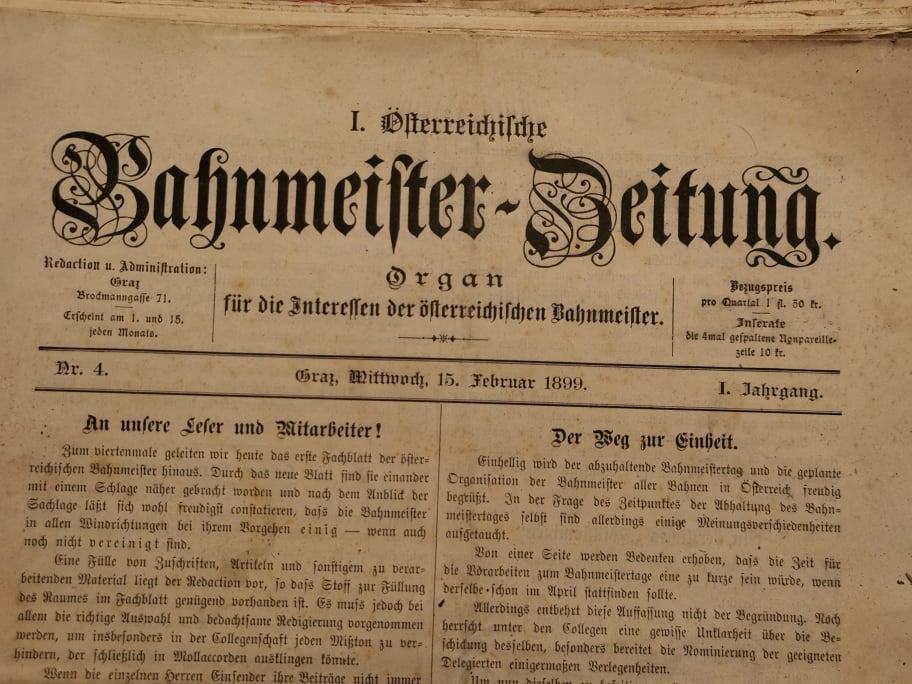 I. Österreichische
Bahnmeister-Zeitung.
Redaction u. Administration:
Graz
Brockmanngasse 71.
Erscheint am 1. und 15.
jeden Monats.
Organ
für die Interessen der österreichischen Bahnmeister.
Bezugspreis
pro Quartal 1 fl. 50 kr.
Inserate
die 4mal gespaltene Nonpareille-
zeile 10 kr.
Nr. 4.
Graz, Mittwoch, 15. Februar 1899.
I. Jahrgang.
An unsere Leser und Mitarbeiter!
Zum viertenmale geleiten wir heute das erste Fachblatt der öster-
reichischen Bahnmeister hinaus. Durch das neue Blatt sind sie einander
mit einem Schlage näher gebracht worden und nach dem Anblick der
Sachlage läßt sich wohl freudigst constatieren, dass die Bahnmeister
in allen Windrichtungen bei ihrem Vorgehen einig — wenn auch
noch nicht vereinigt sind.
Eine Fülle von Zuschriften, Artikeln und sonstigem zu verar-
beitenden Material liegt der Redaction vor, so dass Stoff zur Füllung
des Raumes im Fachblatt genügend vorhanden ist. Es muss jedoch bei
allem die richtige Auswahl und bedachtsame Redigierung vorgenommen
werden, um insbesonders in der Collegenschaft jeden Mißton zu ver-
hindern, der schließlich in Mollaccorden ausklingen könnte.
Wenn die einzelnen Herren Einsender ihre Beiträge nicht immer
Der Weg zur Einheit.
Einhellig wird der abzuhaltende Bahnmeistertag und die geplante
Organisation der Bahnmeister aller Bahnen in Österreich freudig
begrüßt. In der Frage des Zeitpunktes der Abhaltung des Bahn-
meistertages selbst sind allerdings einige Meinungsverschiedenheiten
aufgetaucht.
Von einer Seite werden Bedenken erhoben, dass die Zeit für
die Vorarbeiten zum Bahnmeistertage eine zu kurze sein würde, wenn
derselbe schon im April stattfinden sollte.
Allerdings entbehrt diese Auffassung nicht der Begründung. Noch
herrscht unter den Collegen eine gewisse Unklarheit über die Be-
schickung desselben, besonders bereitet die Nominierung der geeigneten
Delegierten einigermaßen Verlegenheiten.